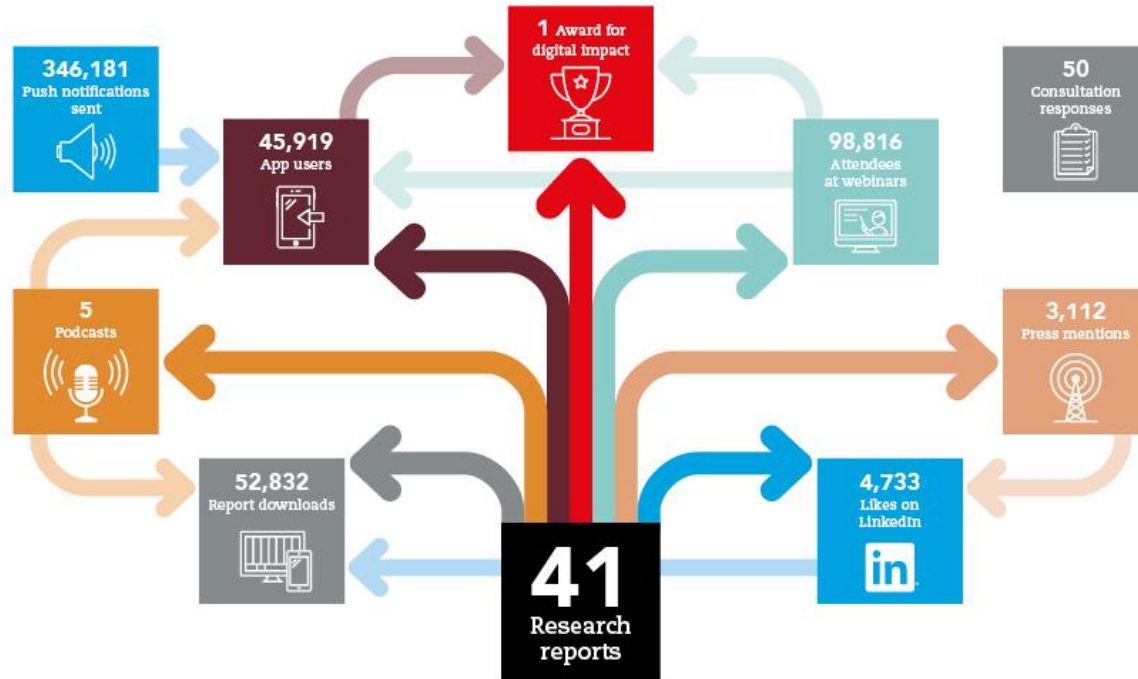 1 Award for
digital impact
346,181
Push notifications
sent
50
Consultation
responses
45,919
App users
98,816
Attendees
at webinars
5
Podcasts
3,112
Press mentions
52,832
Report downloads
4,733
Likes on
LinkedIn
in
41
Research
reports